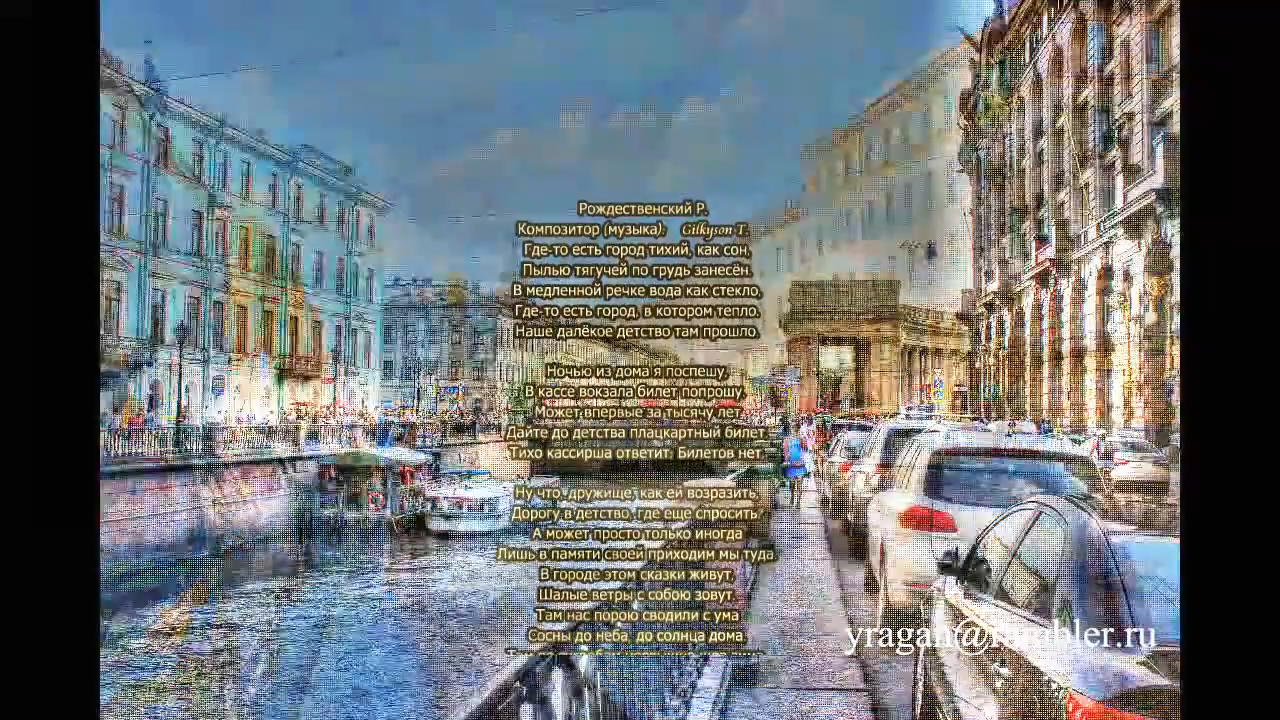 Рождественский Р.
Композитор (музыка): Gilkyson T.
Где-то есть город тихий, как сон,
Пылью тягучей по грудь занесён.
В медленной речке вода как стекло,
Где-то есть город, в котором тепло.
Наше далёкое детство там прошло.
Ночью из дома я поспешу,
В кассе вокзала билет попрошу
Может впервые за тысячу лет,
Дайте до детства плацкартный билет.
Тихо кассирша ответит: Билетов нет
Ну что, дружище, как ей возразить,
Дорогу в детство, где еще спросить.
А может просто только иногда
Лишь в памяти своей приходим мы туда.
В городе этом сказки живут,
Шалые ветры с собою зовут.
Там нас порою сводили с ума
Сосны до неба, до солнца дома.
yragan@rambler.ru